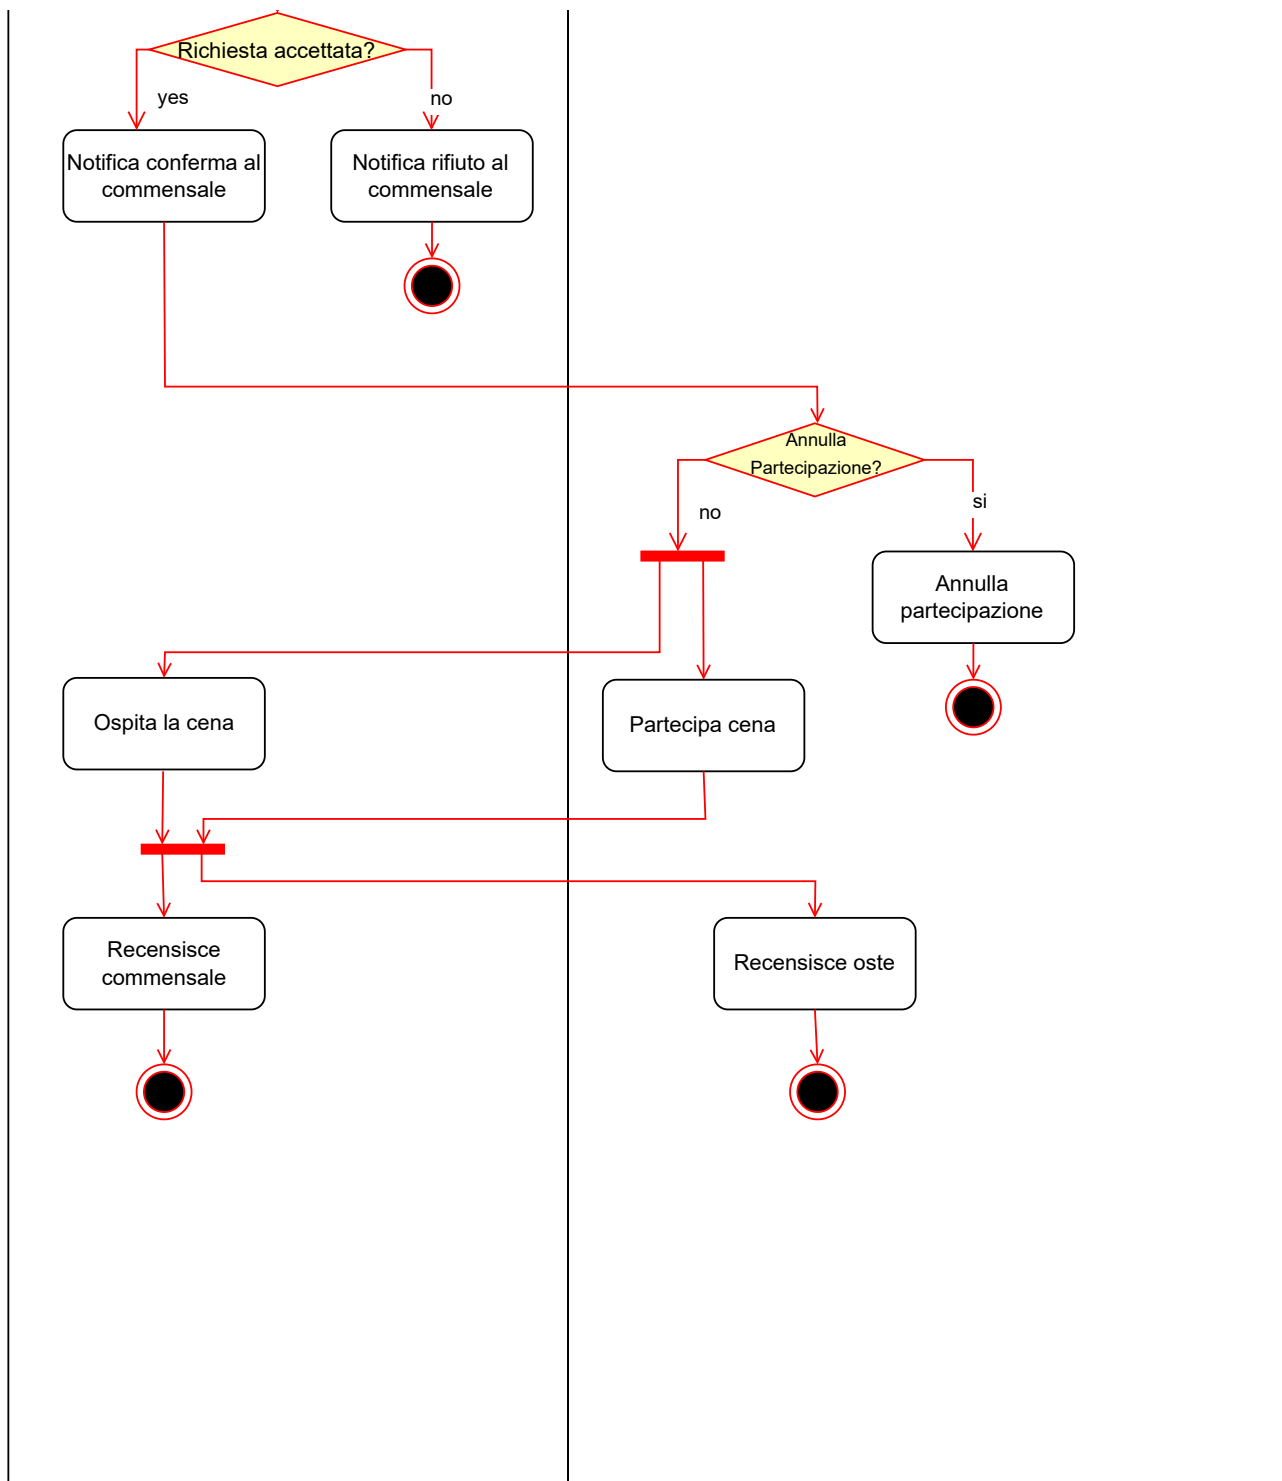 Richiesta accettata?
yes
no
Notifica conferma al
commensale
Notifica rifiuto al
commensale
Annulla
Partecipazione?
no
si
Annulla
partecipazione
Ospita la cena
Partecipa cena
Recensisce
commensale
Recensisce oste